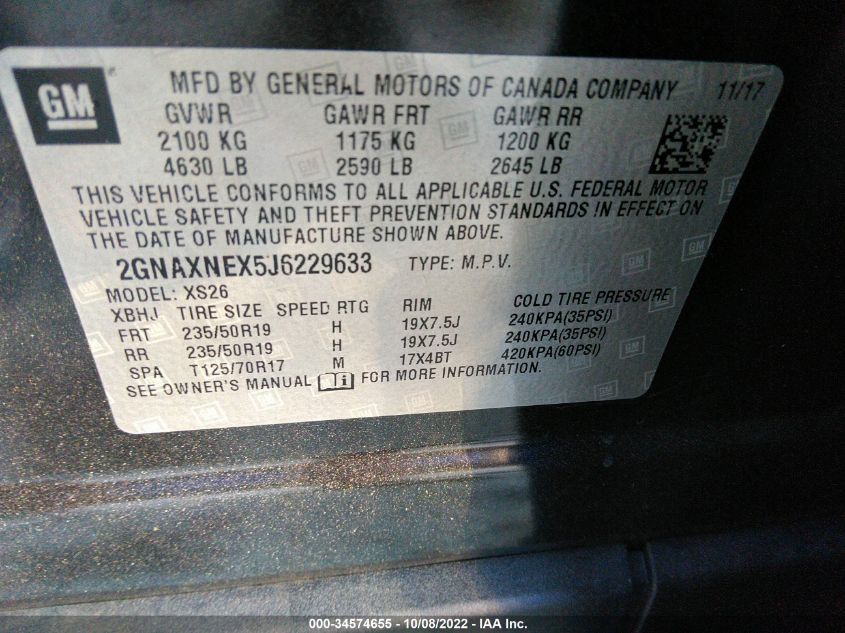 GM ® MFD BY GENERAL MOTORS OF CANADA COMPANY 11/17
GVWR GAWR FRT GAWR RR
2100 KG 1175 KG 1200 KG
4630 LB 2590 LB 2645 LB
THIS VEHICLE CONFORMS TO ALL APPLICABLE U.S. FEDERAL MOTOR
VEHICLE SAFETY AND THEFT PREVENTION STANDARDS IN EFFECT ON
THE DATE OF MANUFACTURE SHOWN ABOVE.
2GNAXNEX5J6229633 TYPE: M.P.V.
MODEL: XS26
XBHJ TIRE SIZE SPEED RTG RIM COLD TIRE PRESSURE
FRT 235/50R19 H 19X7.5J 240KPA(35PSI)
RR 235/50R19 H 19X7.5J 240KPA(35PSI)
SPA T125/70R17 M 17X4BT 420KPA(60PSI)
SEE OWNER'S MANUAL FOR MORE INFORMATION.
000-34574655 - 10/08/2022 - IAA Inc.